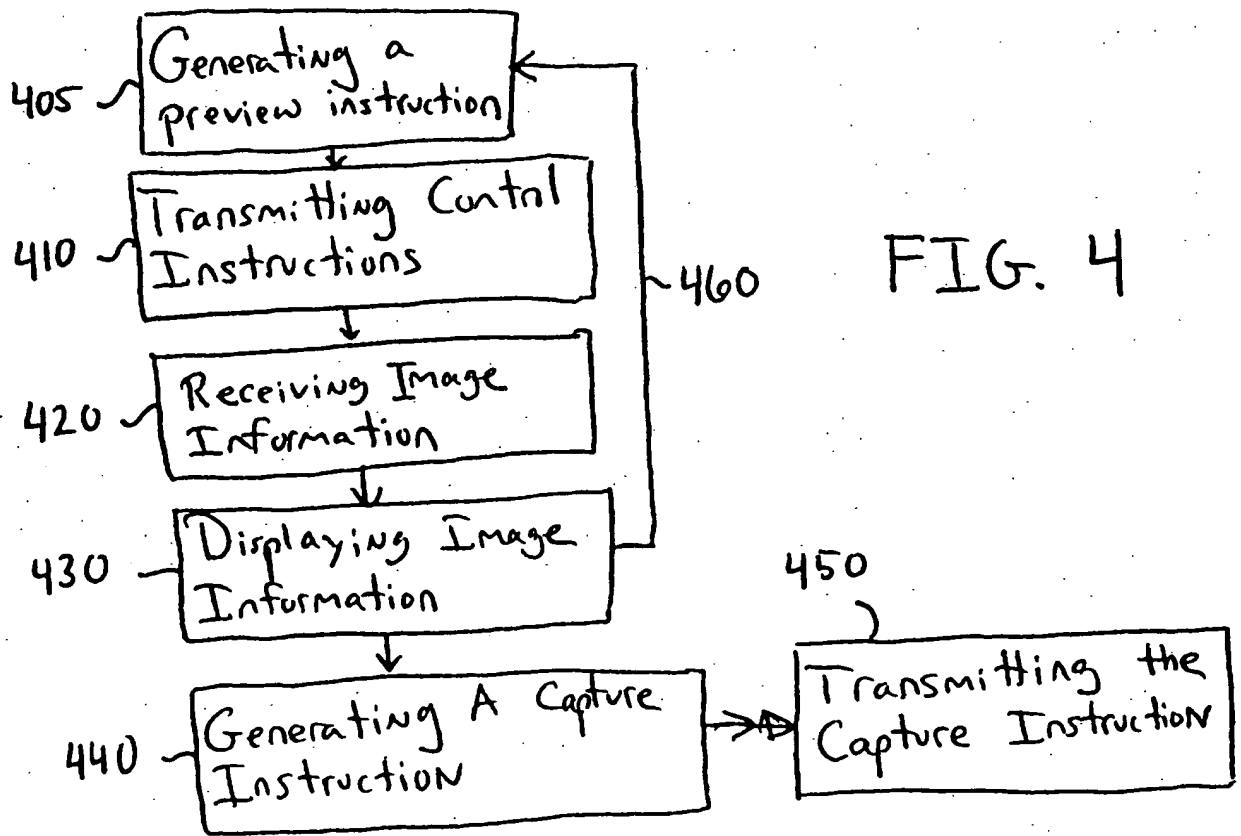 405
Generating a
preview instruction
410
Transmitting Control
Instructions
460
FIG. 4
420
Receiving Image
Information
430
Displaying Image
Information
450
440
Generating A Capture
Instruction
Transmitting the
Capture Instruction